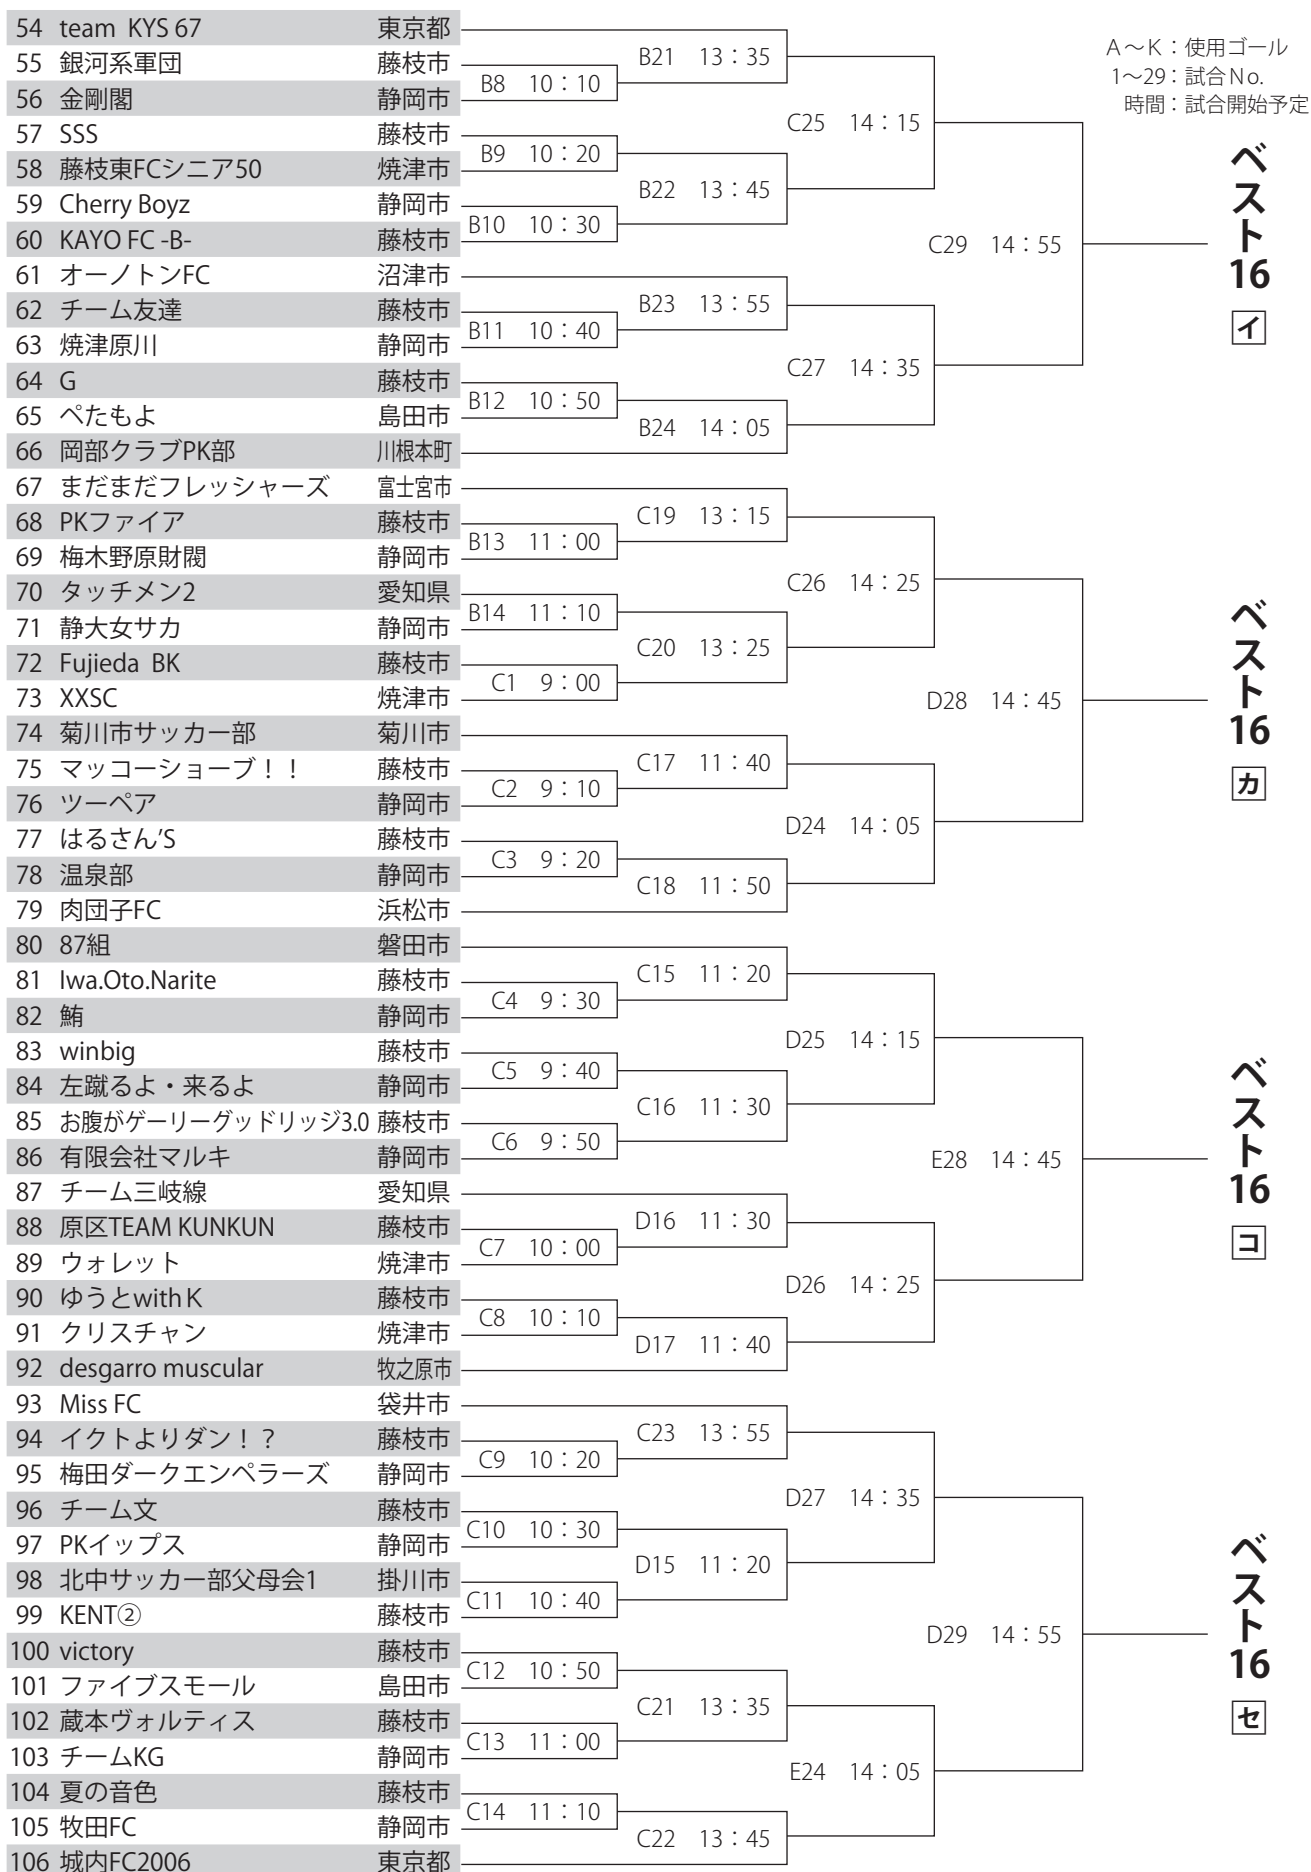 54 team KYS 67 東京都
55 銀河系軍団 藤枝市
56 金剛閣 静岡市
57 SSS 藤枝市
58 藤枝東FCシニア50 焼津市
59 Cherry Boyz 静岡市
60 KAYO FC -B- 藤枝市
61 オーノトンFC 沼津市
62 チーム友達 藤枝市
63 焼津原川 静岡市
64 G 藤枝市
65 ぺたもよ 島田市
66 岡部クラブPK部 川根本町
67 まだまだフレッシャーズ 富士宮市
68 PKファイア 藤枝市
69 梅木野原財閥 静岡市
70 タッチメン2 愛知県
71 静大女サカ 静岡市
72 Fujieda BK 藤枝市
73 XXSC 焼津市
74 菊川市サッカー部 菊川市
75 マッコーショーブ！！ 藤枝市
76 ツーペア 静岡市
77 はるさん’S 藤枝市
78 温泉部 静岡市
79 肉団子FC 浜松市
80 87組 磐田市
81 Iwa.Oto.Narite 藤枝市
82 鮪 静岡市
83 winbig 藤枝市
84 左蹴るよ・来るよ 静岡市
85 お腹がゲーリーグッドリッジ3.0 藤枝市
86 有限会社マルキ 静岡市
87 チーム三岐線 愛知県
88 原区TEAM KUNKUN 藤枝市
89 ウォレット 焼津市
90 ゆうとwithＫ 藤枝市
91 クリスチャン 焼津市
92 desgarro muscular 牧之原市
93 Miss FC 袋井市
94 イクトよりダン！？ 藤枝市
95 梅田ダークエンペラーズ 静岡市
96 チーム文 藤枝市
97 PKイップス 静岡市
98 北中サッカー部父母会1 掛川市
99 KENT② 藤枝市
100 victory 藤枝市
101 ファイブスモール 島田市
102 蔵本ヴォルティス 藤枝市
103 チームKG 静岡市
104 夏の音色 藤枝市
105 牧田FC 静岡市
106 城内FC2006 東京都
B8 10：10
B9 10：20
B10 10：30
B11 10：40
B12 10：50
B13 11：00
B14 11：10
C1 9：00
C2 9：10
C3 9：20
C4 9：30
C5 9：40
C6 9：50
C7 10：00
C8 10：10
C9 10：20
C10 10：30
C11 10：40
C12 10：50
C13 11：00
C14 11：10
B21 13：35
B22 13：45
B23 13：55
B24 14：05
C19 13：15
C20 13：25
C17 11：40
C18 11：50
C15 11：20
C16 11：30
D16 11：30
D17 11：40
C23 13：55
D15 11：20
C21 13：35
C22 13：45
C25 14：15
C27 14：35
C26 14：25
D24 14：05
D25 14：15
D26 14：25
D27 14：35
E24 14：05
C29 14：55
D28 14：45
E28 14：45
D29 14：55
A～K：使用ゴール
1～29：試合No.
時間：試合開始予定
ベスト16 イ
ベスト16 カ
ベスト16 コ
ベスト16 セ